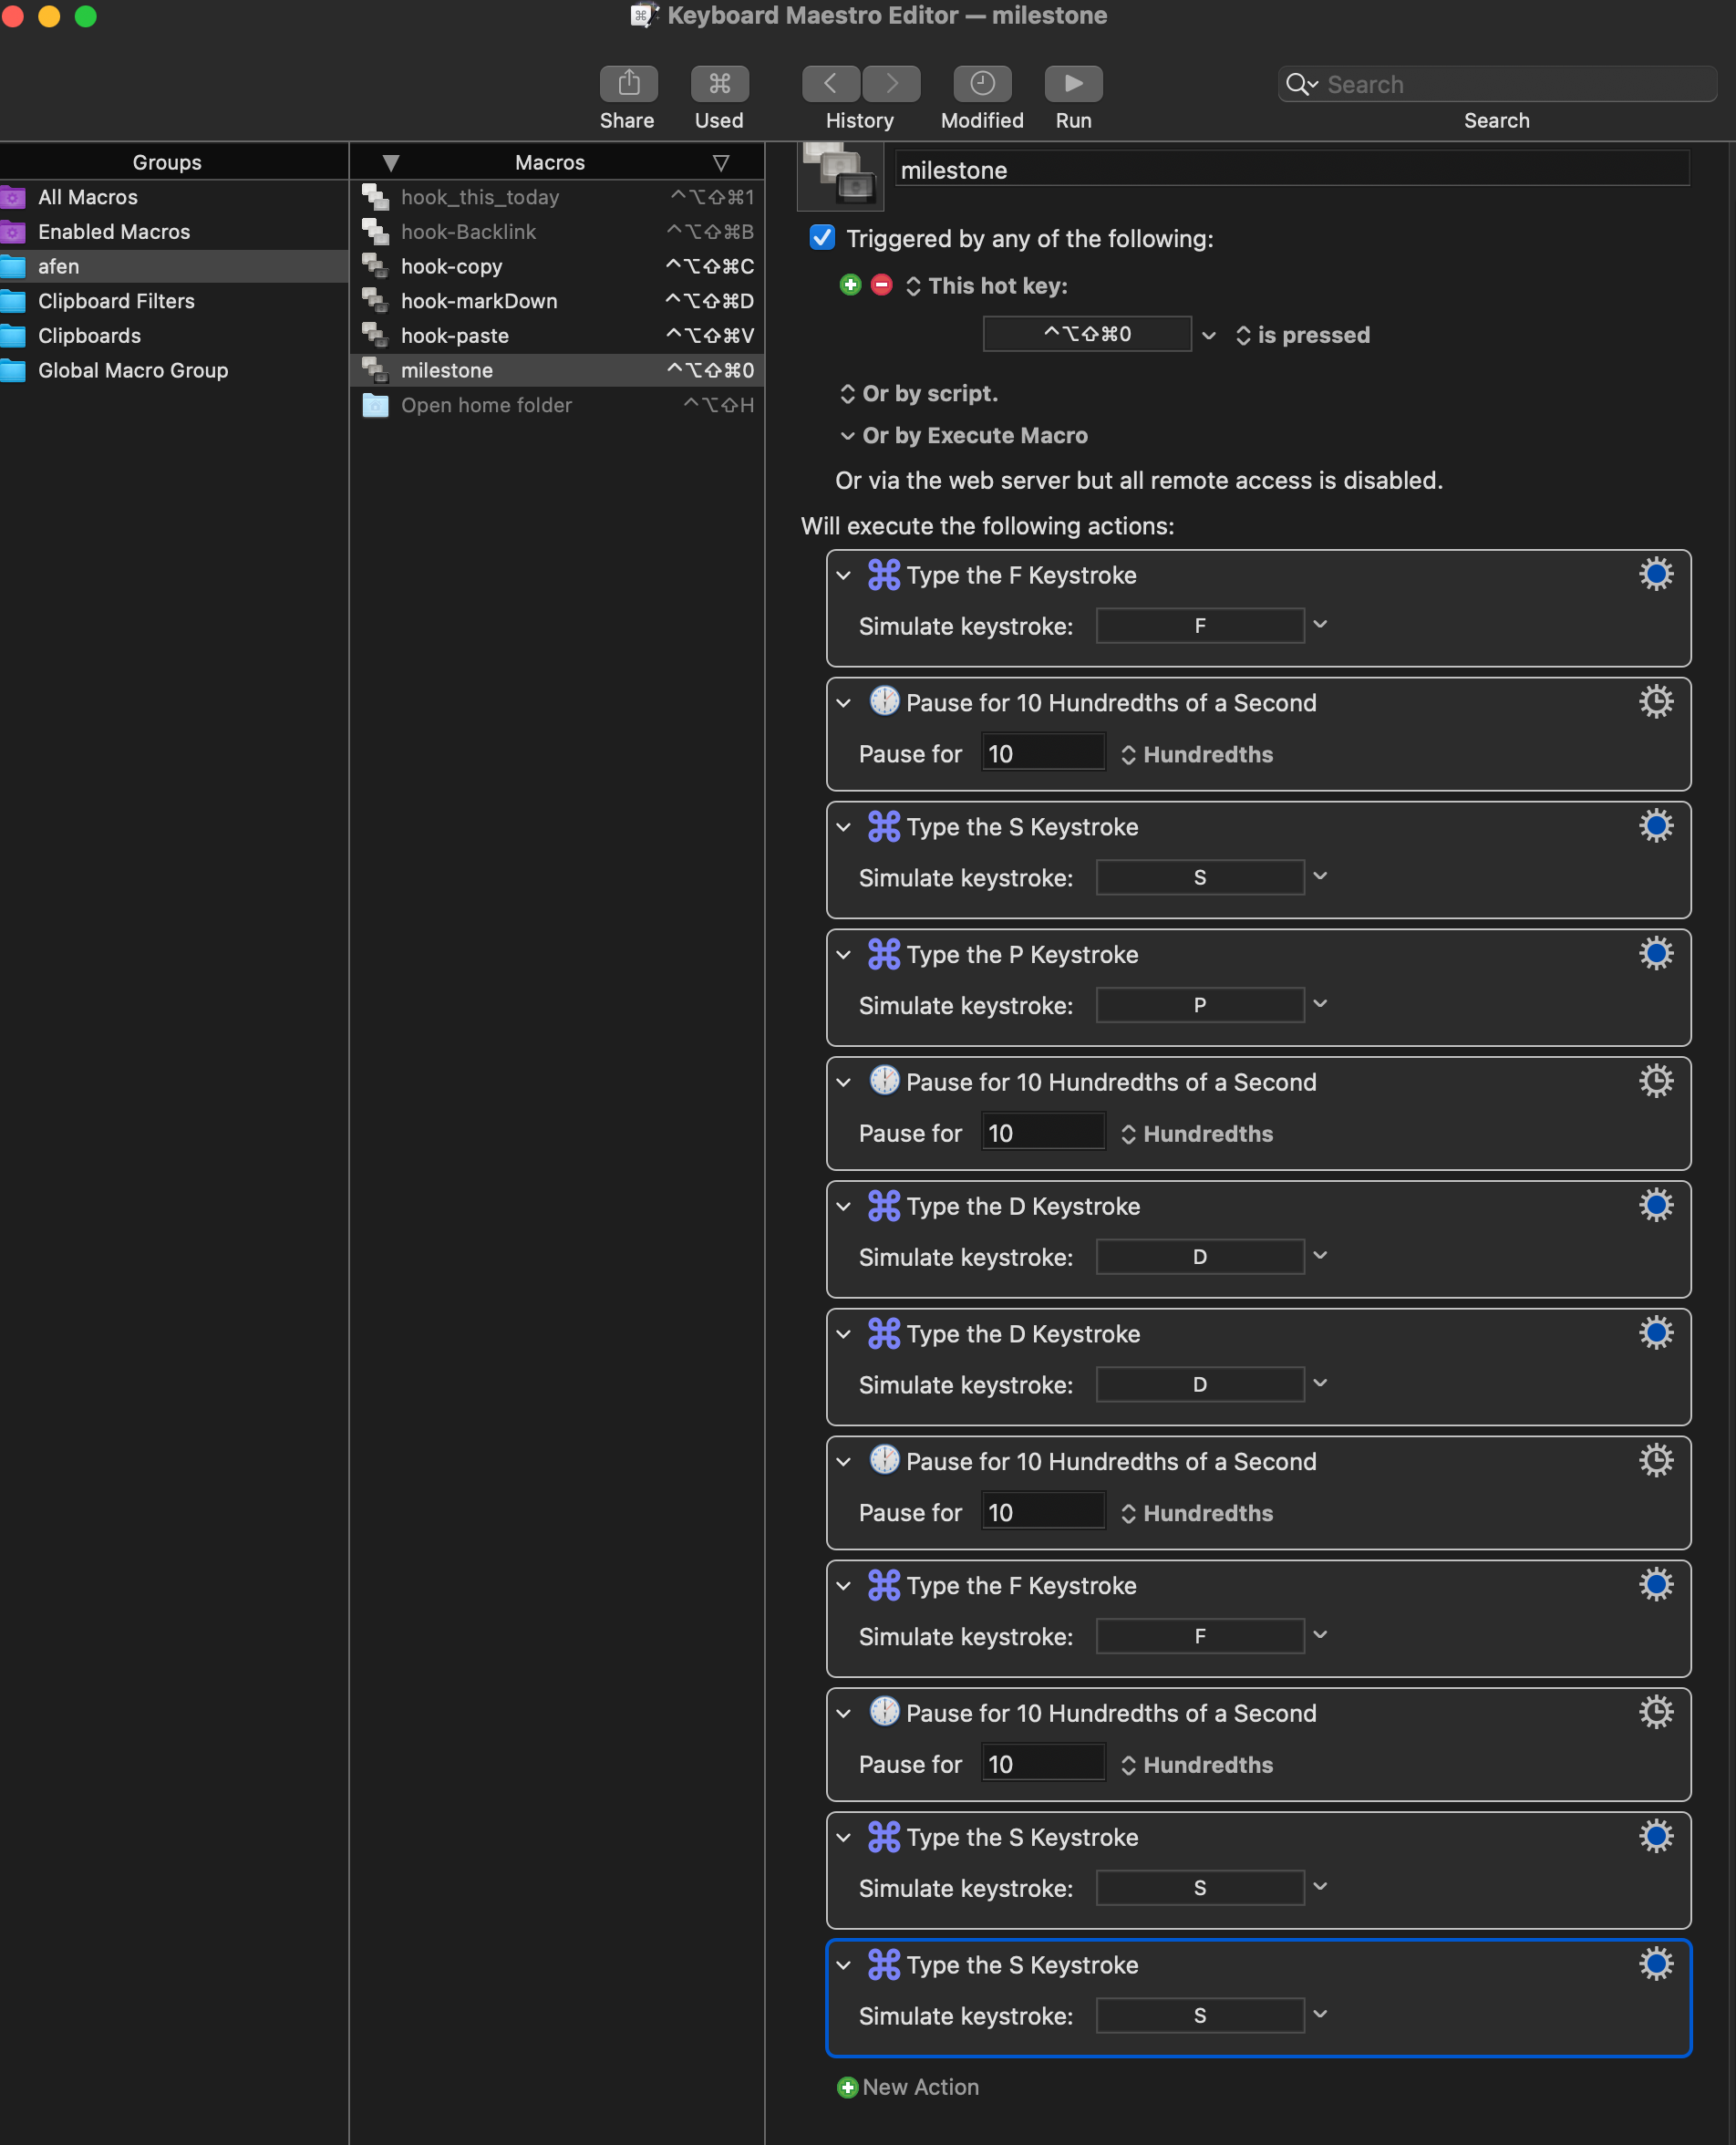 Keyboard Maestro Editor — milestone
Share
Used
History
Modified
Run
Search
Search
Groups
All Macros
Enabled Macros
afen
Clipboard Filters
Clipboards
Global Macro Group
Macros
hook_this_today ⌃⌥⇧⌘1
hook-Backlink ⌃⌥⇧⌘B
hook-copy ⌃⌥⇧⌘C
hook-markDown ⌃⌥⇧⌘D
hook-paste ⌃⌥⇧⌘V
milestone ⌃⌥⇧⌘0
Open home folder ⌃⌥⇧H
milestone
Triggered by any of the following:
This hot key:
⌃⌥⇧⌘0 is pressed
Or by script.
Or by Execute Macro
Or via the web server but all remote access is disabled.
Will execute the following actions:
Type the F Keystroke
Simulate keystroke: F
Pause for 10 Hundredths of a Second
Pause for 10 Hundredths
Type the S Keystroke
Simulate keystroke: S
Type the P Keystroke
Simulate keystroke: P
Pause for 10 Hundredths of a Second
Pause for 10 Hundredths
Type the D Keystroke
Simulate keystroke: D
Type the D Keystroke
Simulate keystroke: D
Pause for 10 Hundredths of a Second
Pause for 10 Hundredths
Type the F Keystroke
Simulate keystroke: F
Pause for 10 Hundredths of a Second
Pause for 10 Hundredths
Type the S Keystroke
Simulate keystroke: S
Type the S Keystroke
Simulate keystroke: S
New Action